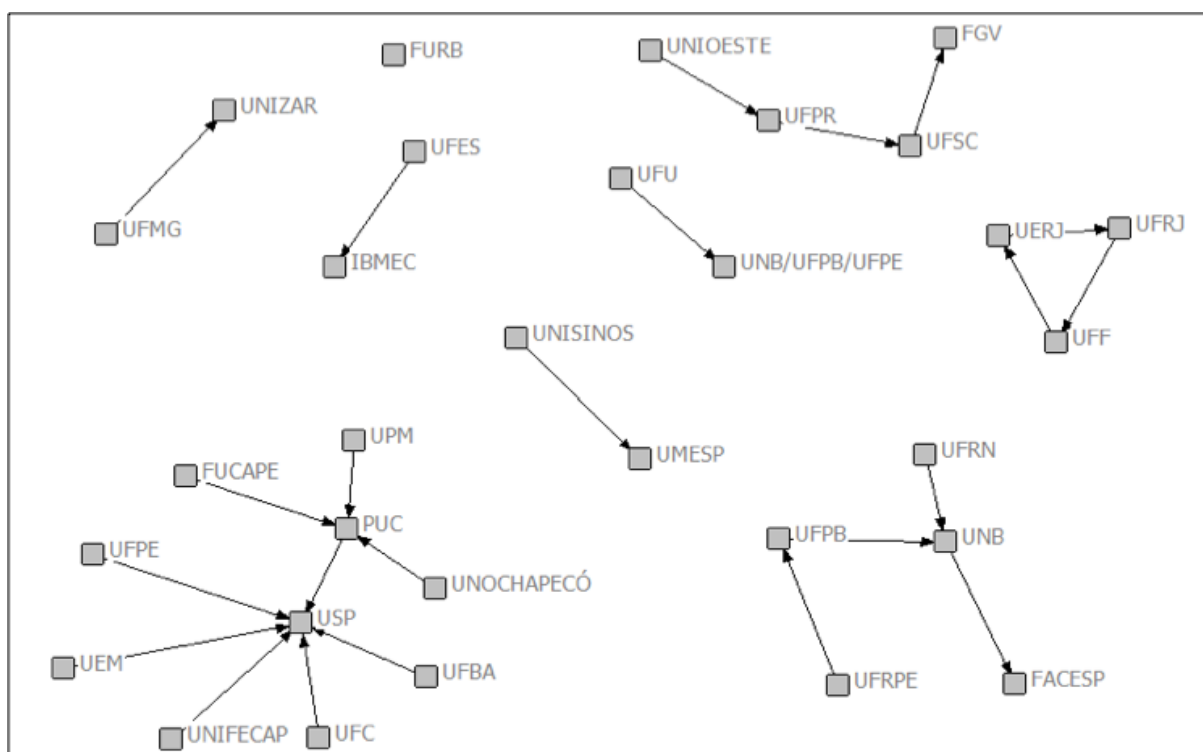 FURB
UNIOESTE
FGV
UNIZAR
UFPR
UFSC
UFES
UFU
UFMG
IBMEC
UNB/UFPB/UFPE
UERJ
UFRJ
UNISINOS
UFF
UPM
UMESP
UFRN
FUCAPE
PUC
UFPE
UFPB
UNB
UNOCHAPECÓ
USP
UEM
UFBA
UFRPE
FACESP
UNIFECAP
UFC